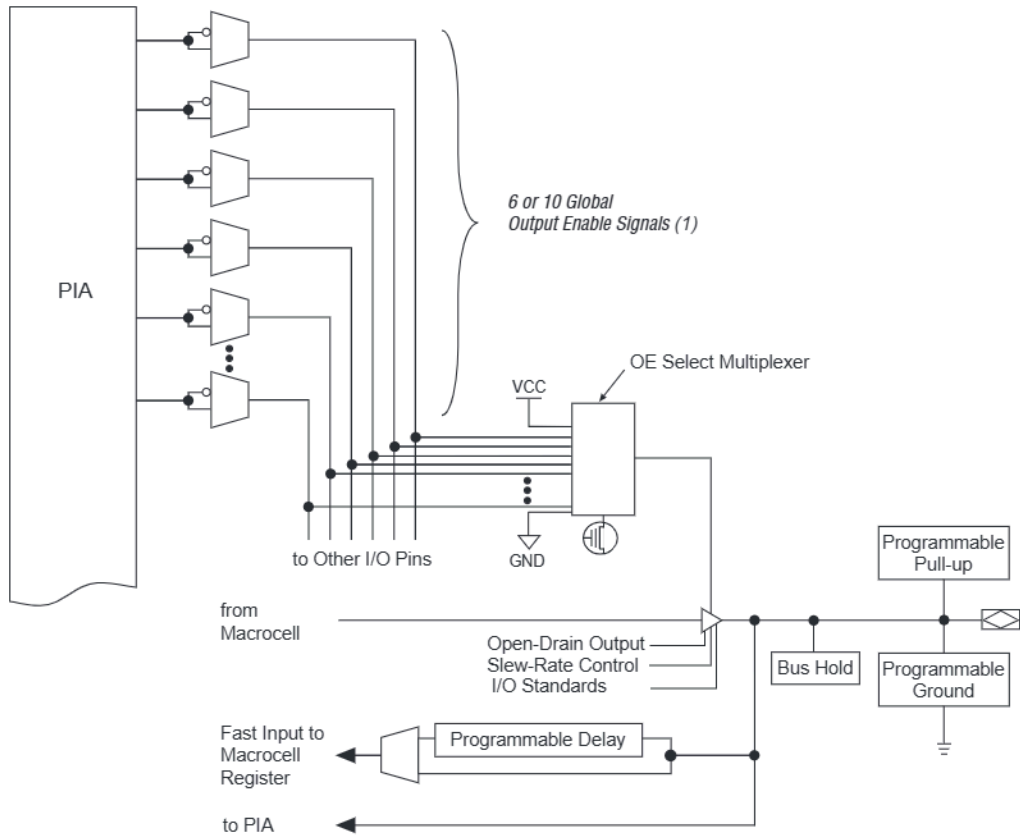 PIA
6 or 10 Global
Output Enable Signals (1)
OE Select Multiplexer
VCC
GND
to Other I/O Pins
Programmable
Pull-up
from
Macrocell
Open-Drain Output
Slew-Rate Control
I/O Standards
Bus Hold
Programmable
Ground
Fast Input to
Macrocell
Register
Programmable Delay
to PIA